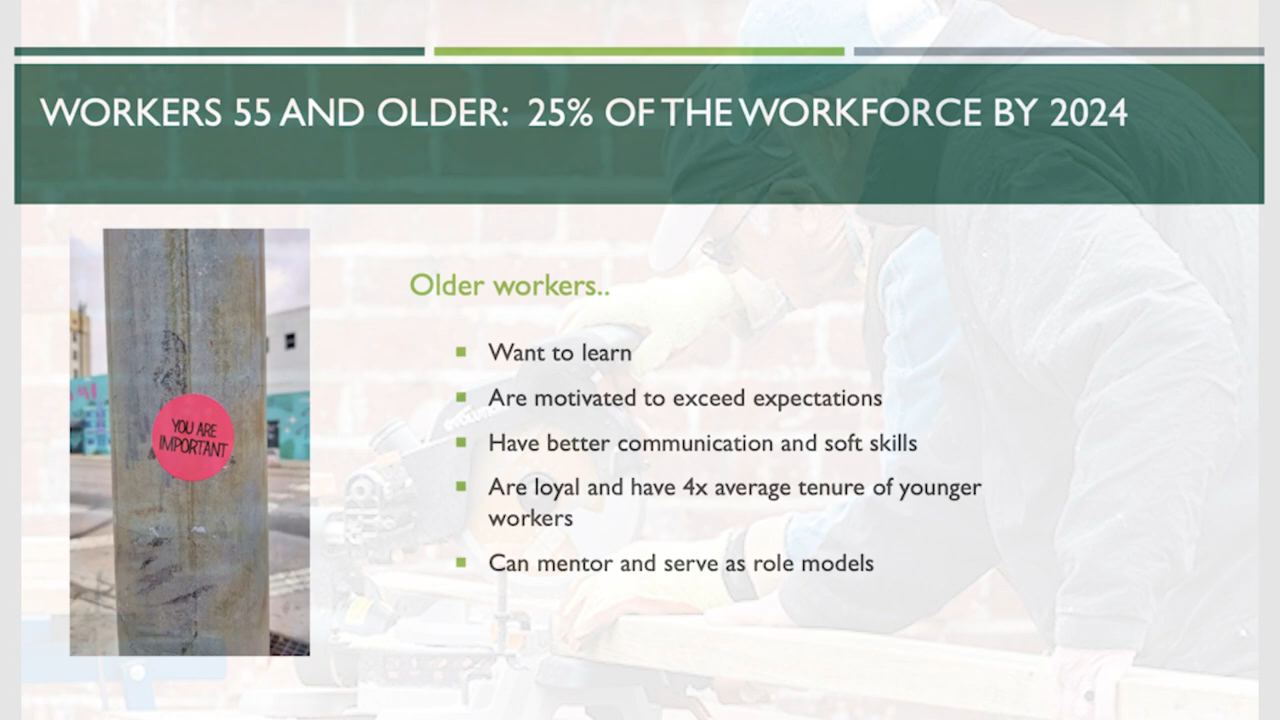 WORKERS 55 AND OLDER: 25% OF THE WORKFORCE BY 2024
Older workers..
Want to learn
Are motivated to exceed expectations
Have better communication and soft skills
Are loyal and have 4x average tenure of younger
workers
Can mentor and serve as role models
YOU ARE
IMPORTANT
evolution